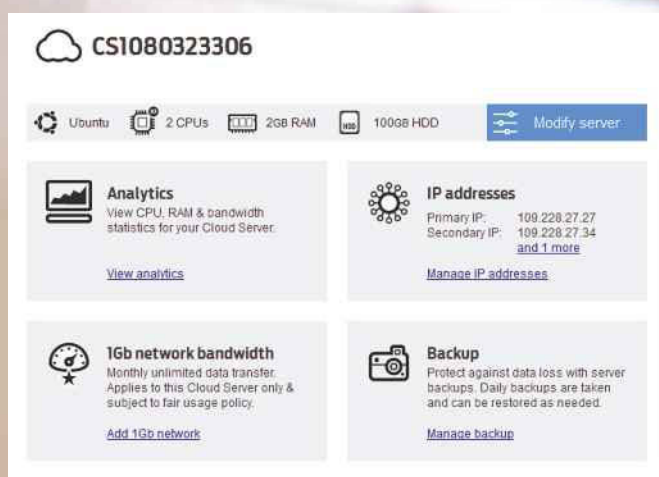 CS1080323306
Ubuntu 2 CPUs 2GB RAM HDD 100GB HDD Modify server
Analytics
View CPU, RAM & bandwidth
statistics for your Cloud Server.
View analytics
IP addresses
Primary IP: 109.228.27.27
Secondary IP: 109.228.27.34
and 1 more
Manage IP addresses
1Gb network bandwidth
Monthly unlimited data transfer.
Applies to this Cloud Server only &
subject to fair usage policy.
Add 1Gb network
Backup
Protect against data loss with server
backups. Daily backups are taken
and can be restored as needed.
Manage backup